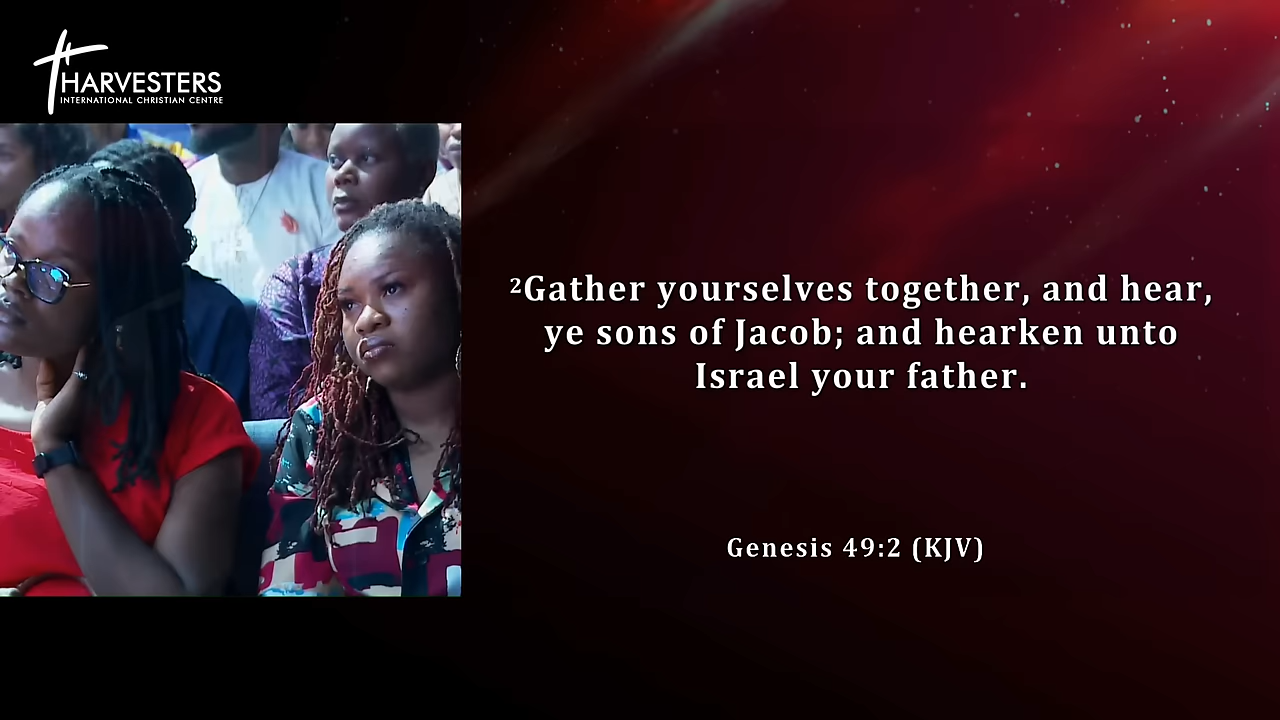 HARVESTERS
INTERNATIONAL CHRISTIAN CENTRE
²Gather yourselves together, and hear,
ye sons of Jacob; and hearken unto
Israel your father.
Genesis 49:2 (KJV)